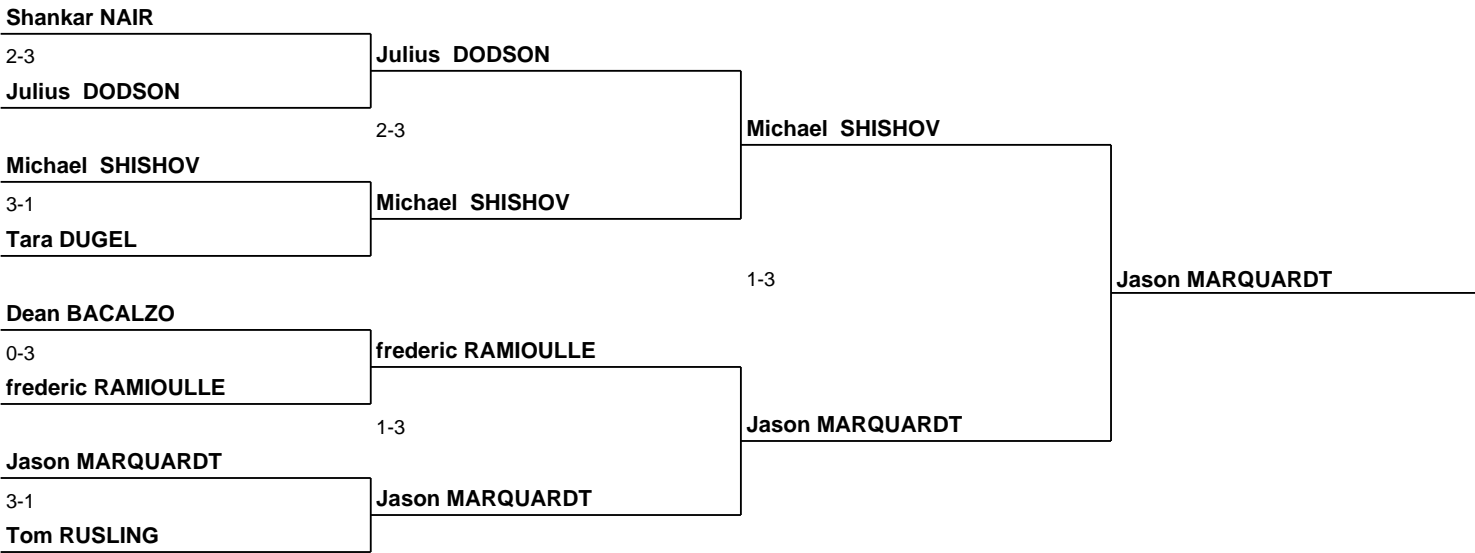 Shankar NAIR
2-3
Julius  DODSON
Julius  DODSON
2-3
Michael  SHISHOV
Michael  SHISHOV
3-1
Michael  SHISHOV
Tara DUGEL
1-3
Jason MARQUARDT
Dean BACALZO
0-3
frederic RAMIOULLE
frederic RAMIOULLE
1-3
Jason MARQUARDT
Jason MARQUARDT
3-1
Jason MARQUARDT
Tom RUSLING